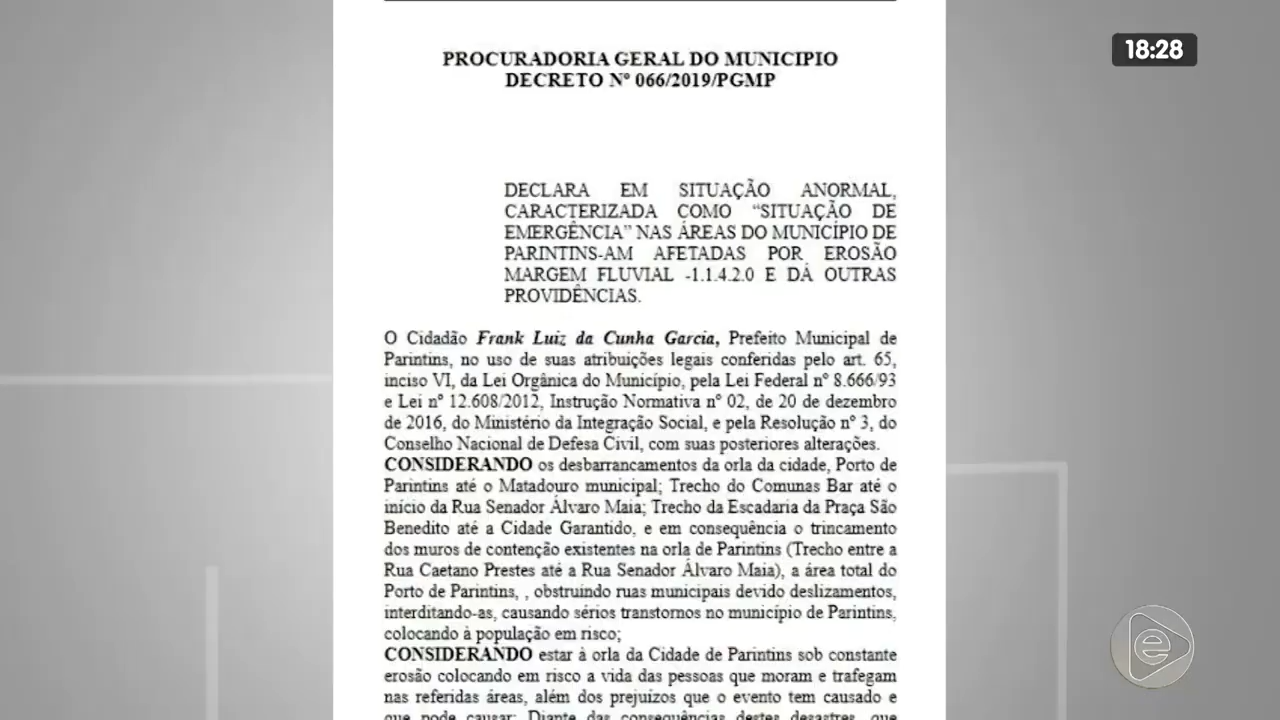 18:28
PROCURADORIA GERAL DO MUNICIPIO
DECRETO Nº 066/2019/PGMP
DECLARA EM SITUAÇÃO ANORMAL,
CARACTERIZADA COMO “SITUAÇÃO DE
EMERGÊNCIA” NAS ÁREAS DO MUNICÍPIO DE
PARINTINS-AM AFETADAS POR EROSÃO
MARGEM FLUVIAL -1.1.4.2.0 E DÁ OUTRAS
PROVIDÊNCIAS.
O Cidadão Frank Luiz da Cunha Garcia, Prefeito Municipal de
Parintins, no uso de suas atribuições legais conferidas pelo art. 65,
inciso VI, da Lei Orgânica do Município, pela Lei Federal nº 8.666/93
e Lei nº 12.608/2012, Instrução Normativa nº 02, de 20 de dezembro
de 2016, do Ministério da Integração Social, e pela Resolução nº 3, do
Conselho Nacional de Defesa Civil, com suas posteriores alterações.
CONSIDERANDO os desbarrancamentos da orla da cidade, Porto de
Parintins até o Matadouro municipal; Trecho do Comunas Bar até o
início da Rua Senador Álvaro Maia; Trecho da Escadaria da Praça São
Benedito até a Cidade Garantido, e em consequência o trincamento
dos muros de contenção existentes na orla de Parintins (Trecho entre a
Rua Caetano Prestes até a Rua Senador Álvaro Maia), a área total do
Porto de Parintins, , obstruindo ruas municipais devido deslizamentos,
interditando-as, causando sérios transtornos no município de Parintins,
colocando à população em risco;
CONSIDERANDO estar à orla da Cidade de Parintins sob constante
erosão colocando em risco a vida das pessoas que moram e trafegam
nas referidas áreas, além dos prejuízos que o evento tem causado e
que pode causar; Diante das consequências destes desastres, que
e